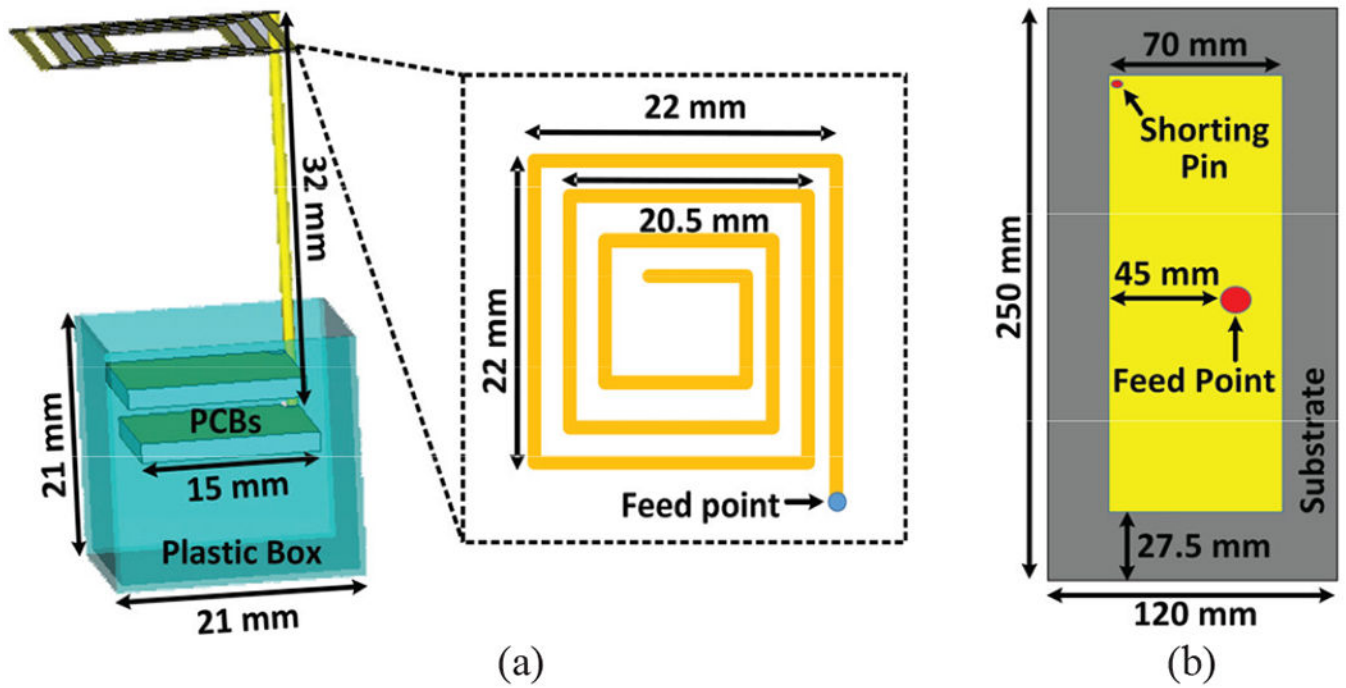 32 mm
21 mm
PCBs
15 mm
Plastic Box
21 mm
22 mm
22 mm
20.5 mm
Feed point
(a)
70 mm
Shorting
Pin
250 mm
45 mm
Feed Point
Substrate
27.5 mm
120 mm
(b)